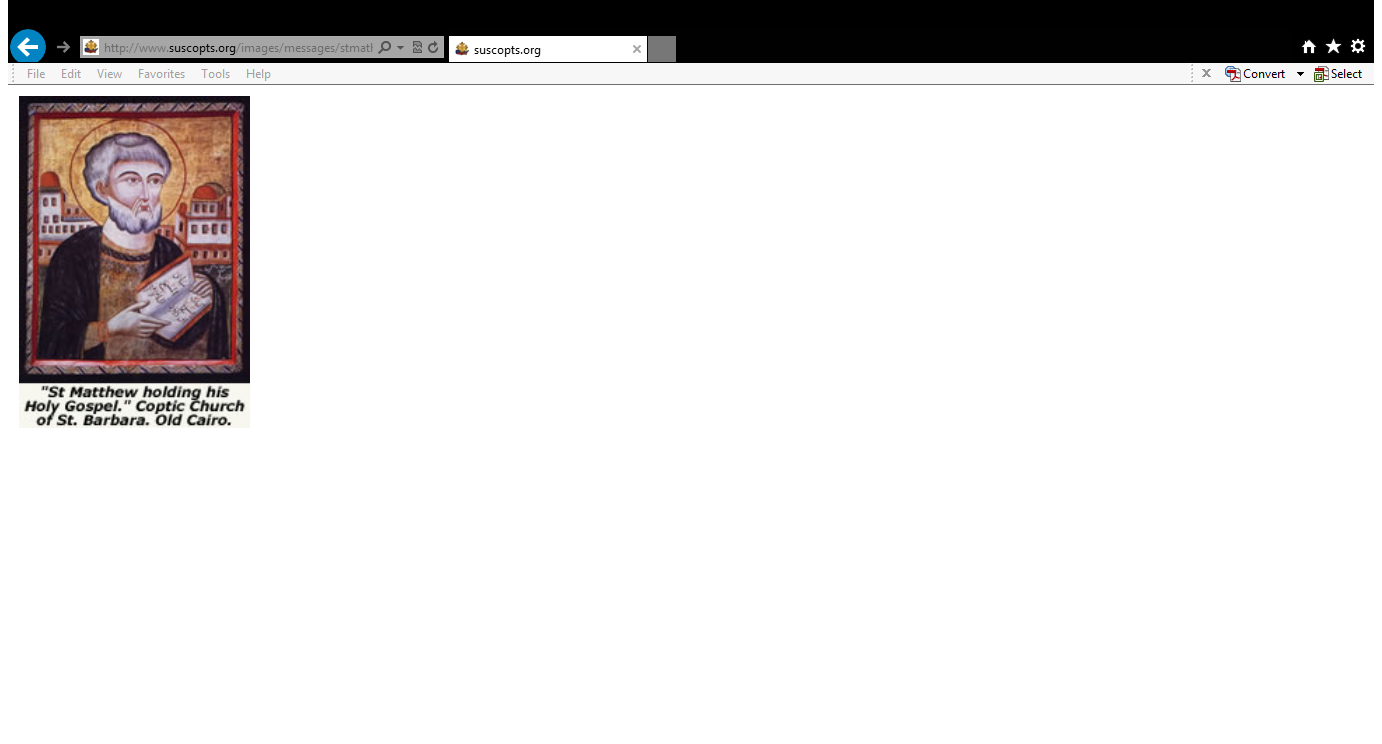 http://www.suscopts.org/images/messages/stmatl
suscopts.org
File Edit View Favorites Tools Help
x Convert Select
"St Matthew holding his
Holy Gospel." Coptic Church
of St. Barbara. Old Cairo.